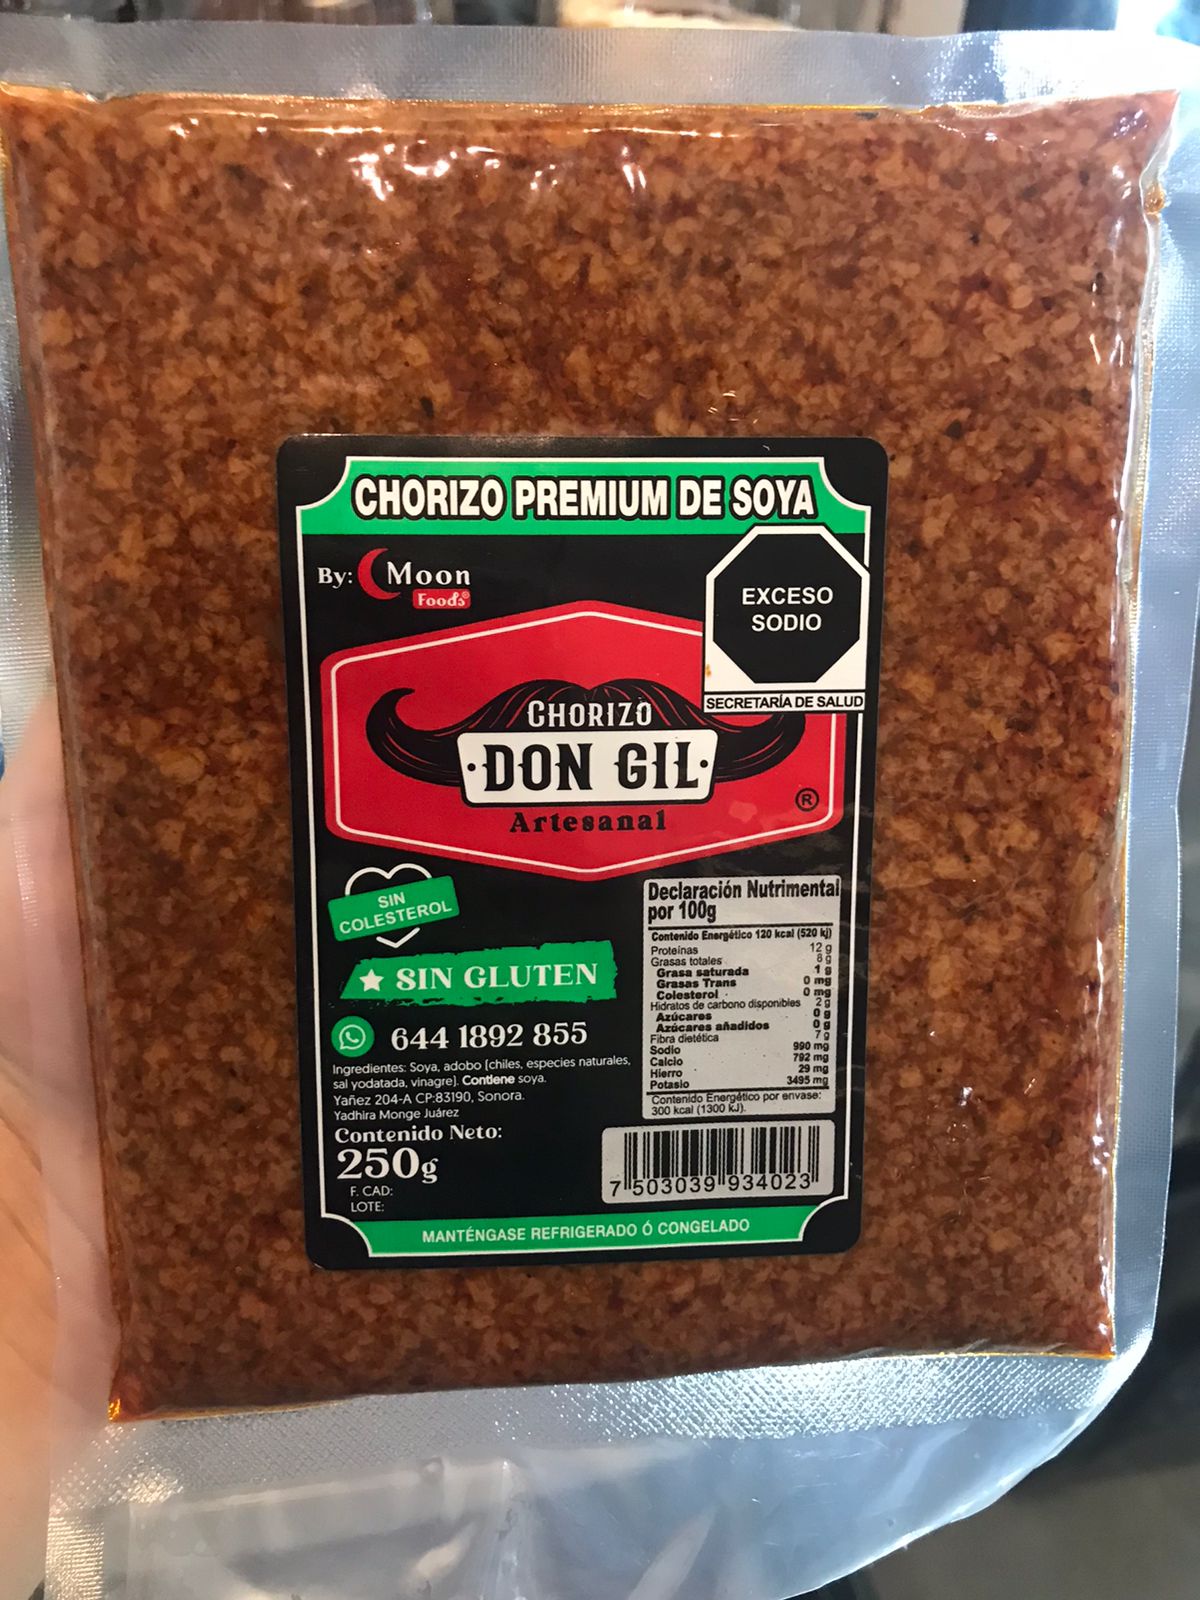 CHORIZO PREMIUM DE SOYA
By: Moon
Foods®
EXCESO
SODIO
SECRETARÍA DE SALUD
CHORIZO
·DON GIL·
®
Artesanal
SIN
COLESTEROL
SIN GLUTEN
644 1892 855
Ingredientes: Soya, adobo (chiles, especies naturales,
sal yodatada, vinagre). Contiene soya.
Yañez 204-A CP:83190, Sonora.
Yadhira Monge Juárez
Contenido Neto:
250g
F. CAD:
LOTE:
Declaración Nutrimental
por 100g
Contenido Energético 120 kcal (520 kj)
Proteínas 12 g
Grasas totales 8 g
Grasa saturada 1 g
Grasas Trans 0 mg
Colesterol 0 mg
Hidratos de carbono disponibles 2 g
Azúcares 0 g
Azúcares añadidos 0 g
Fibra dietética 7 g
Sodio 990 mg
Calcio 792 mg
Hierro 29 mg
Potasio 3495 mg
Contenido Energético por envase:
300 kcal (1300 kJ).
7 503039 934023
MANTÉNGASE REFRIGERADO Ó CONGELADO